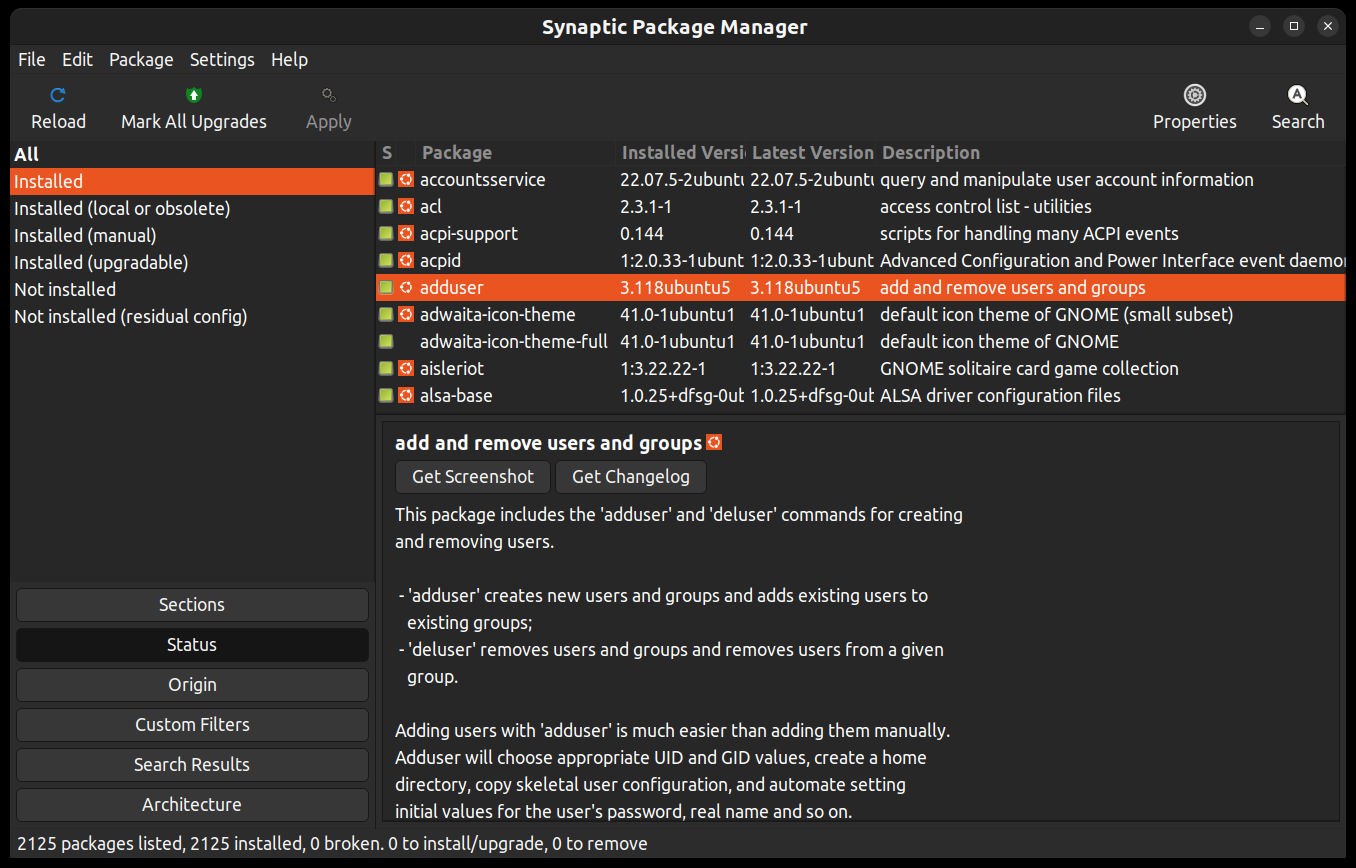 Synaptic Package Manager
File Edit Package Settings Help
Reload Mark All Upgrades Apply Properties Search
All
Installed
Installed (local or obsolete)
Installed (manual)
Installed (upgradable)
Not installed
Not installed (residual config)
S Package Installed Versi Latest Version Description
accountsservice 22.07.5-2ubuntu 22.07.5-2ubuntu query and manipulate user account information
acl 2.3.1-1 2.3.1-1 access control list - utilities
acpi-support 0.144 0.144 scripts for handling many ACPI events
acpid 1:2.0.33-1ubunt 1:2.0.33-1ubunt Advanced Configuration and Power Interface event daemon
adduser 3.118ubuntu5 3.118ubuntu5 add and remove users and groups
adwaita-icon-theme 41.0-1ubuntu1 41.0-1ubuntu1 default icon theme of GNOME (small subset)
adwaita-icon-theme-full 41.0-1ubuntu1 41.0-1ubuntu1 default icon theme of GNOME
aisleriot 1:3.22.22-1 1:3.22.22-1 GNOME solitaire card game collection
alsa-base 1.0.25+dfsg-0ub 1.0.25+dfsg-0ub ALSA driver configuration files
add and remove users and groups
Get Screenshot Get Changelog
This package includes the 'adduser' and 'deluser' commands for creating
and removing users.
- 'adduser' creates new users and groups and adds existing users to
existing groups;
- 'deluser' removes users and groups and removes users from a given
group.
Adding users with 'adduser' is much easier than adding them manually.
Adduser will choose appropriate UID and GID values, create a home
directory, copy skeletal user configuration, and automate setting
initial values for the user's password, real name and so on.
Sections
Status
Origin
Custom Filters
Search Results
Architecture
2125 packages listed, 2125 installed, 0 broken. 0 to install/upgrade, 0 to remove